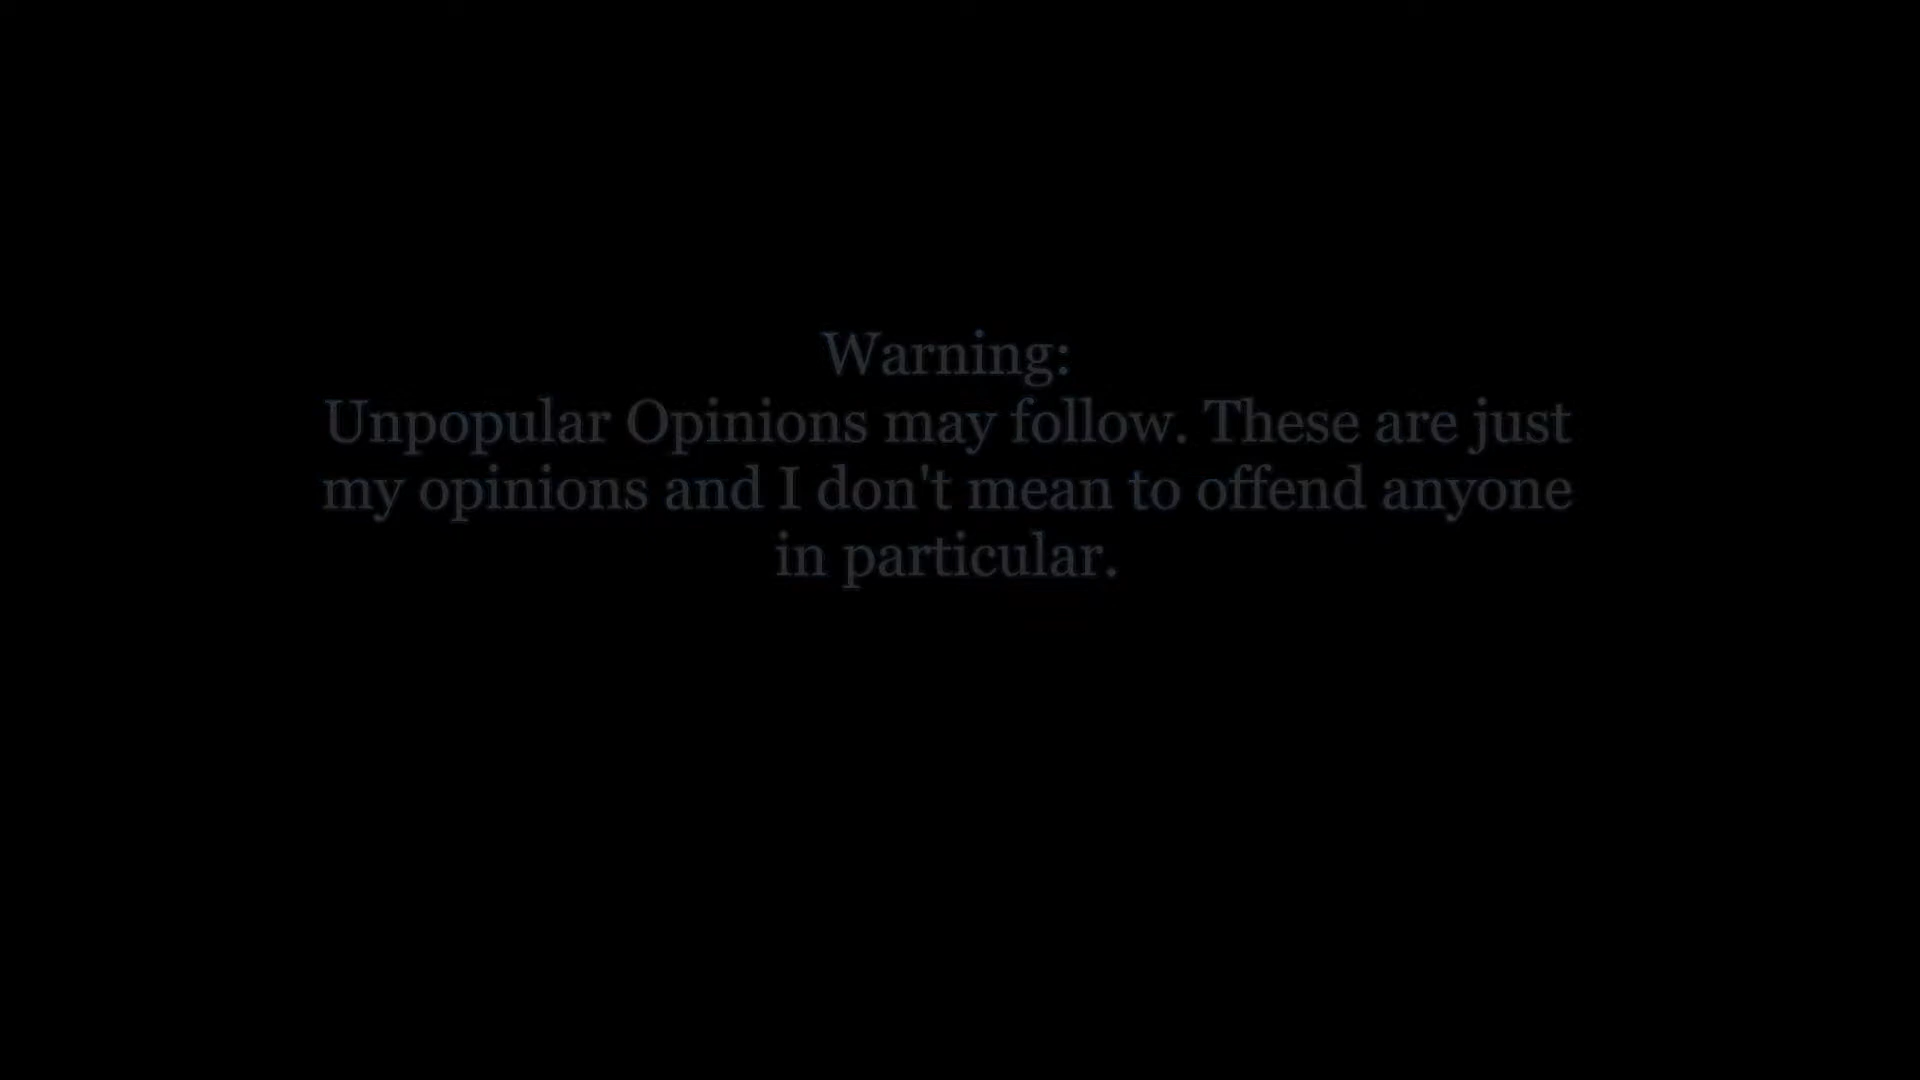 Warning:
Unpopular Opinions may follow. These are just
my opinions and I don't mean to offend anyone
in particular.